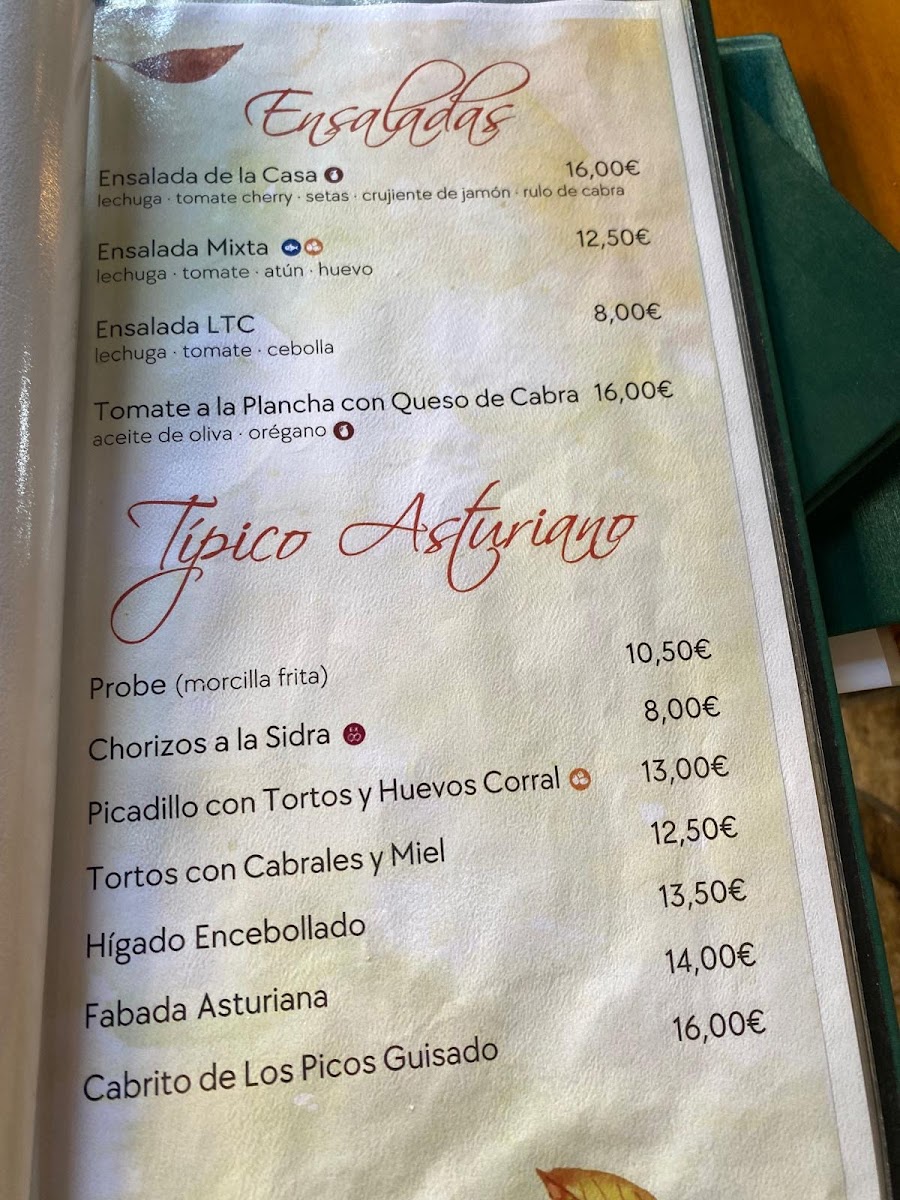 Ensaladas
Ensalada de la Casa 16,00€
lechuga · tomate cherry · setas · crujiente de jamón · rulo de cabra
Ensalada Mixta 12,50€
lechuga · tomate · atún · huevo
Ensalada LTC 8,00€
lechuga · tomate · cebolla
Tomate a la Plancha con Queso de Cabra 16,00€
aceite de oliva · orégano
Típico Asturiano
Probe (morcilla frita) 10,50€
Chorizos a la Sidra 8,00€
Picadillo con Tortos y Huevos Corral 13,00€
Tortos con Cabrales y Miel 12,50€
Hígado Encebollado 13,50€
Fabada Asturiana 14,00€
Cabrito de Los Picos Guisado 16,00€